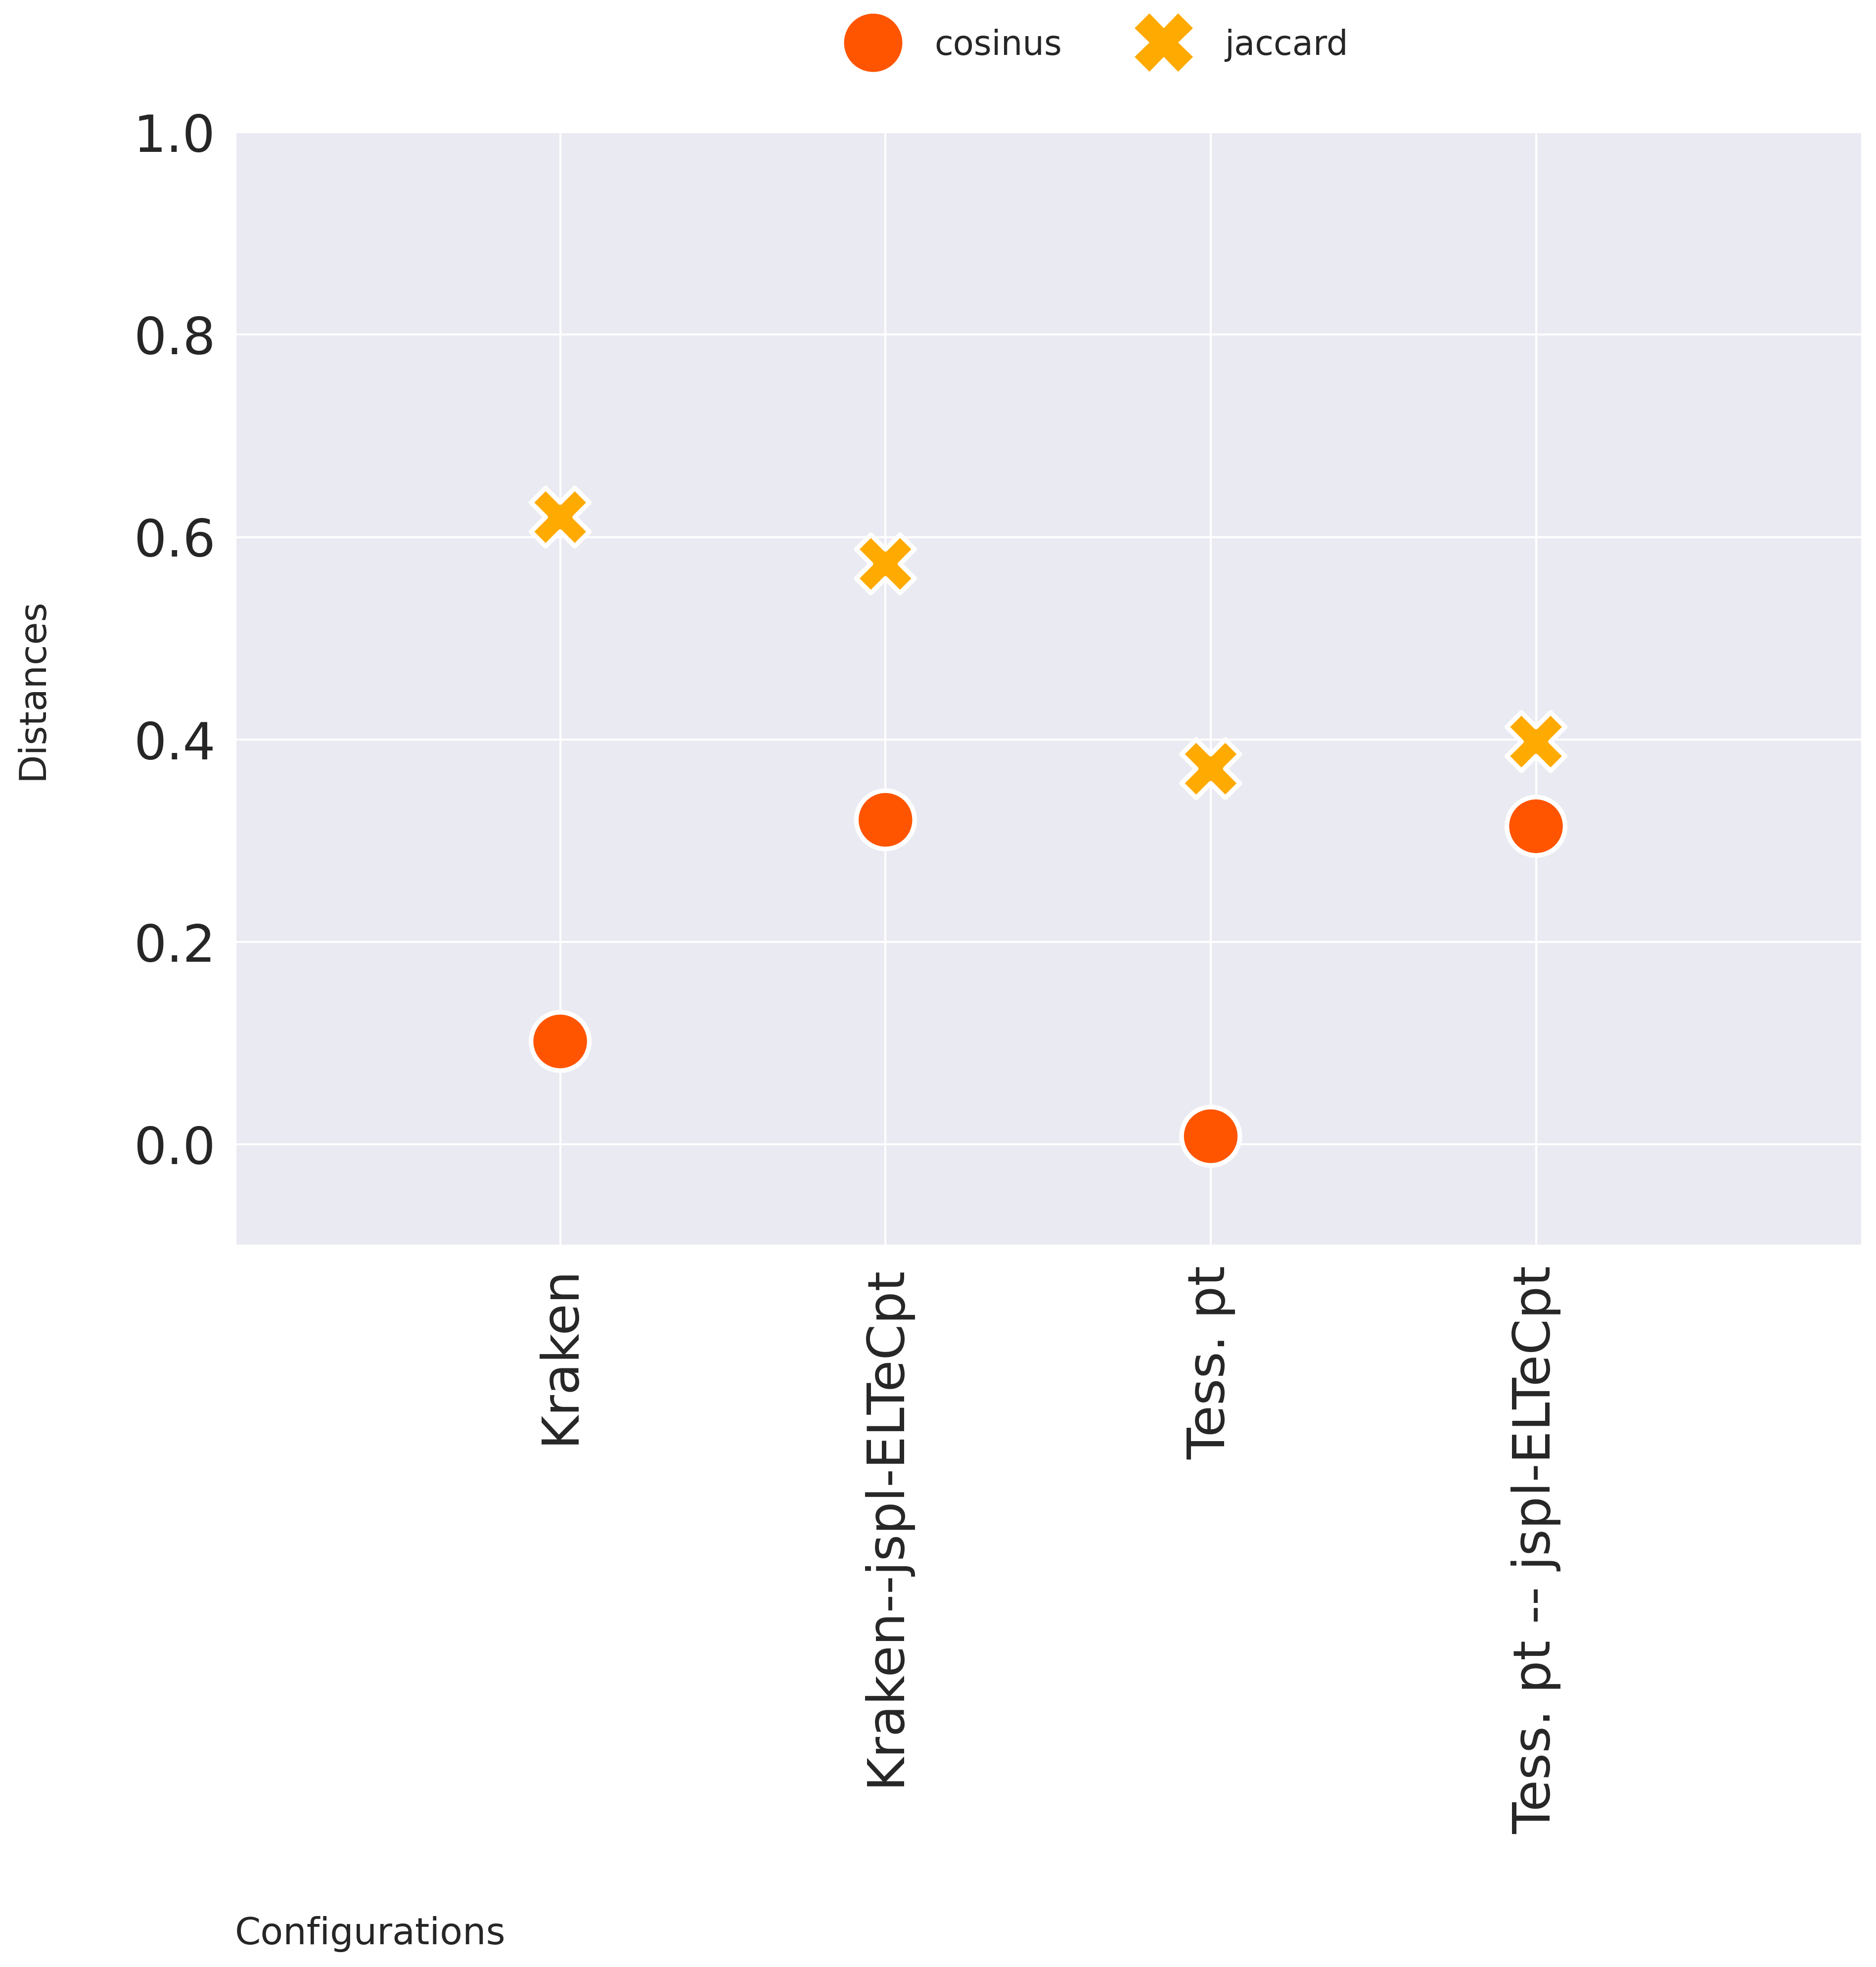 cosinus jaccard
1.0
0.8
0.6
0.4
0.2
0.0
Distances
Kraken
Kraken--jspl-ELTeCpt
Tess. pt
Tess. pt -- jspl-ELTeCpt
Configurations